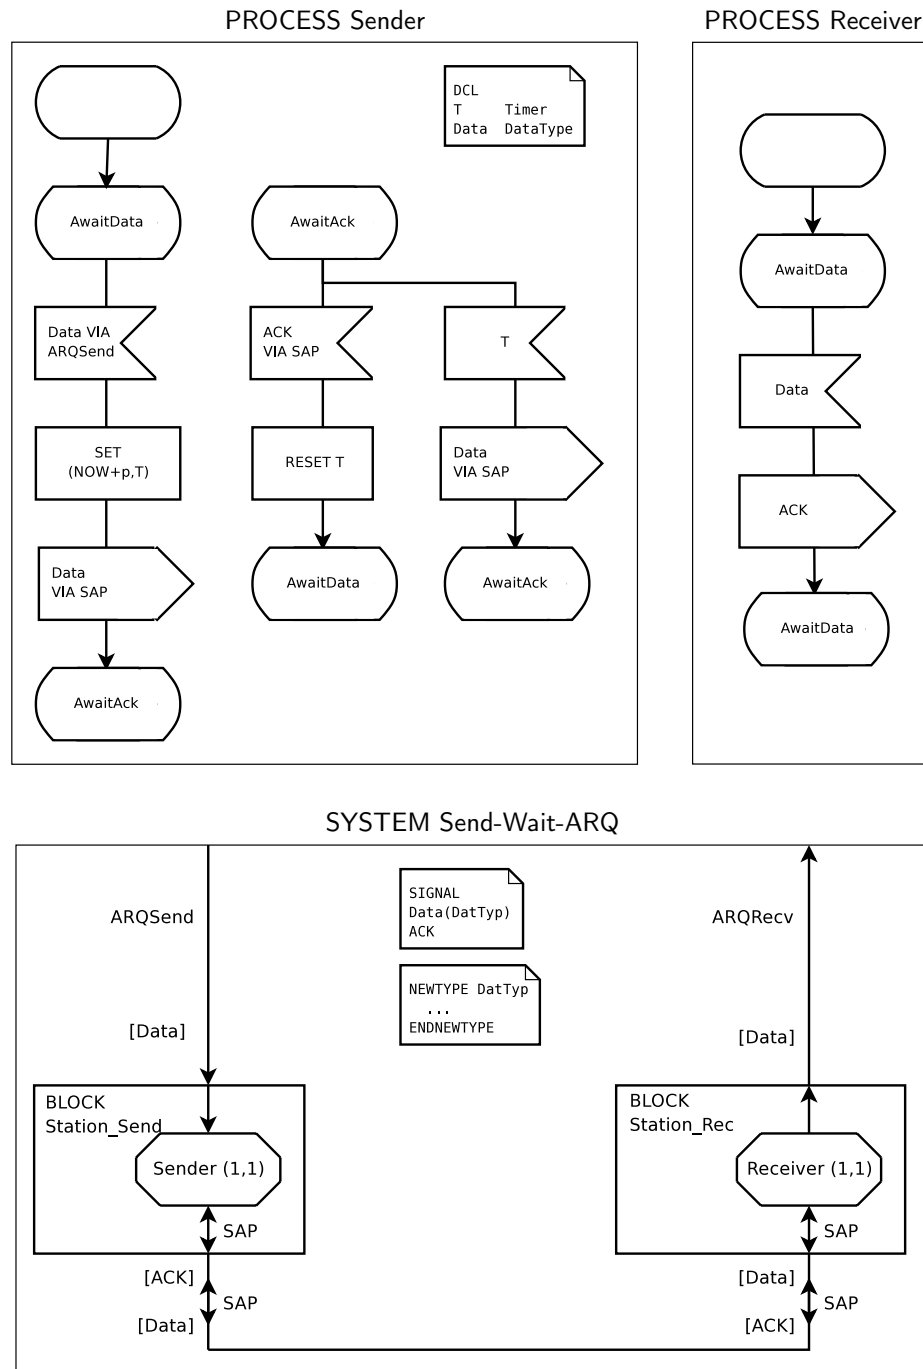 PROCESS Sender
PROCESS Receiver
DCL
T Timer
Data DataType
AwaitData
AwaitAck
Data VIA
ARQSend
ACK
VIA SAP
T
SET
(NOW+p,T)
RESET T
Data
VIA SAP
Data
VIA SAP
AwaitData
AwaitAck
AwaitAck
AwaitData
Data
ACK
AwaitData
SYSTEM Send-Wait-ARQ
ARQSend
SIGNAL
Data(DatTyp)
ACK
ARQRecv
NEWTYPE DatTyp
...
ENDNEWTYPE
[Data]
[Data]
BLOCK
Station_Send
Sender (1,1)
SAP
BLOCK
Station_Rec
Receiver (1,1)
SAP
[ACK]
SAP
[Data]
[Data]
SAP
[ACK]